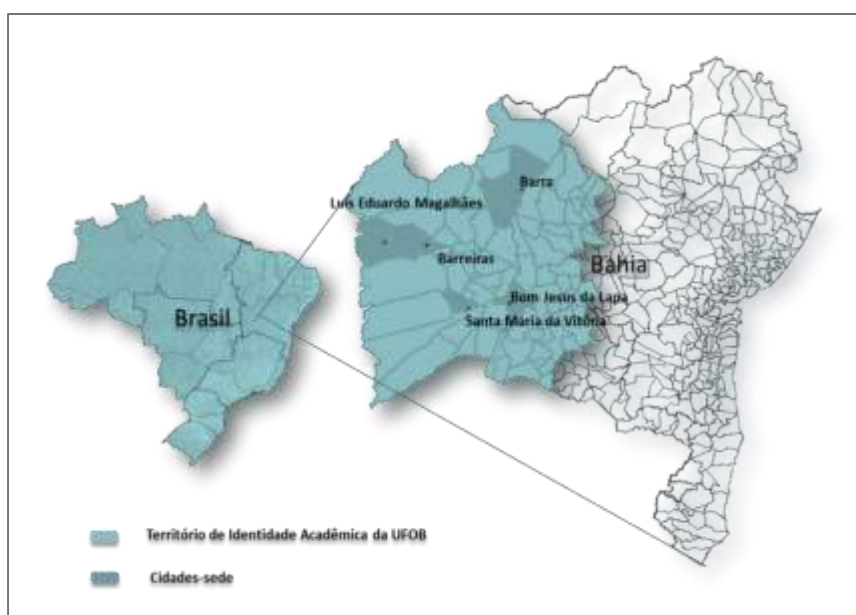 Barra
Luis Eduardo Magalhães
Barreiras
Bahia
Bom Jesus da Lapa
Brasil
Santa Maria da Vitória
Território de Identidade Acadêmica da UFOB
Cidades-sede